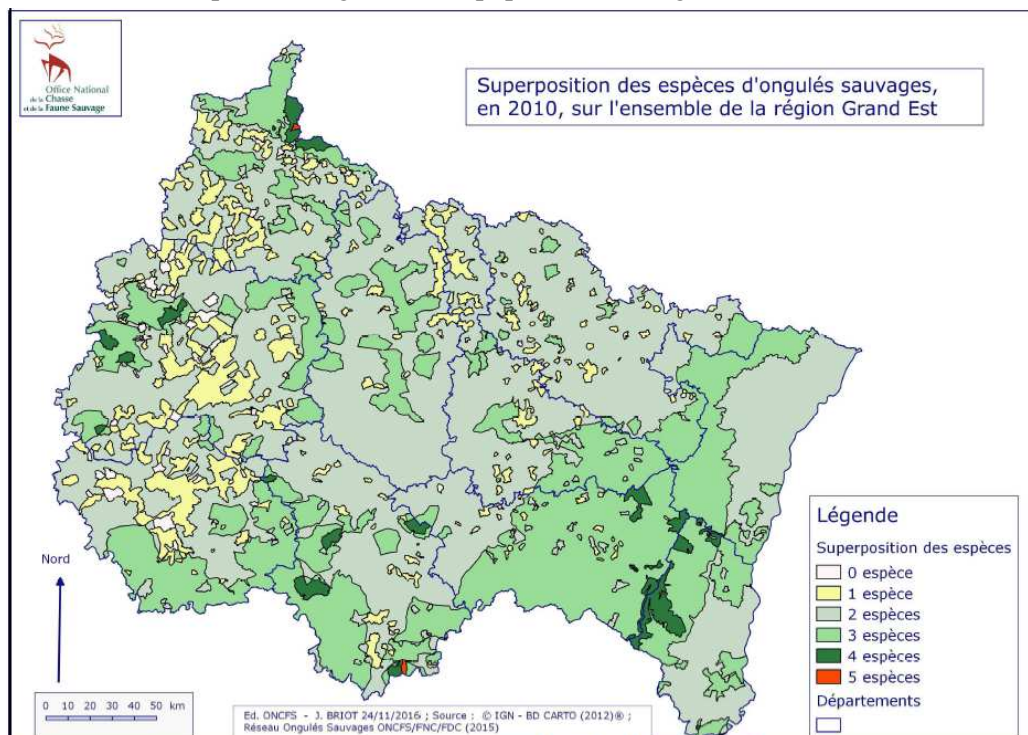 Office National
de la Chasse
et de la Faune Sauvage
Superposition des espèces d'ongulés sauvages,
en 2010, sur l'ensemble de la région Grand Est
Nord
0 10 20 30 40 50 km
Ed. ONCFS - J. BRIOT 24/11/2016 ; Source : © IGN - BD CARTO (2012)® ;
Réseau Ongulés Sauvages ONCFS/FNC/FDC (2015)
Légende
Superposition des espèces
0 espèce
1 espèce
2 espèces
3 espèces
4 espèces
5 espèces
Départements